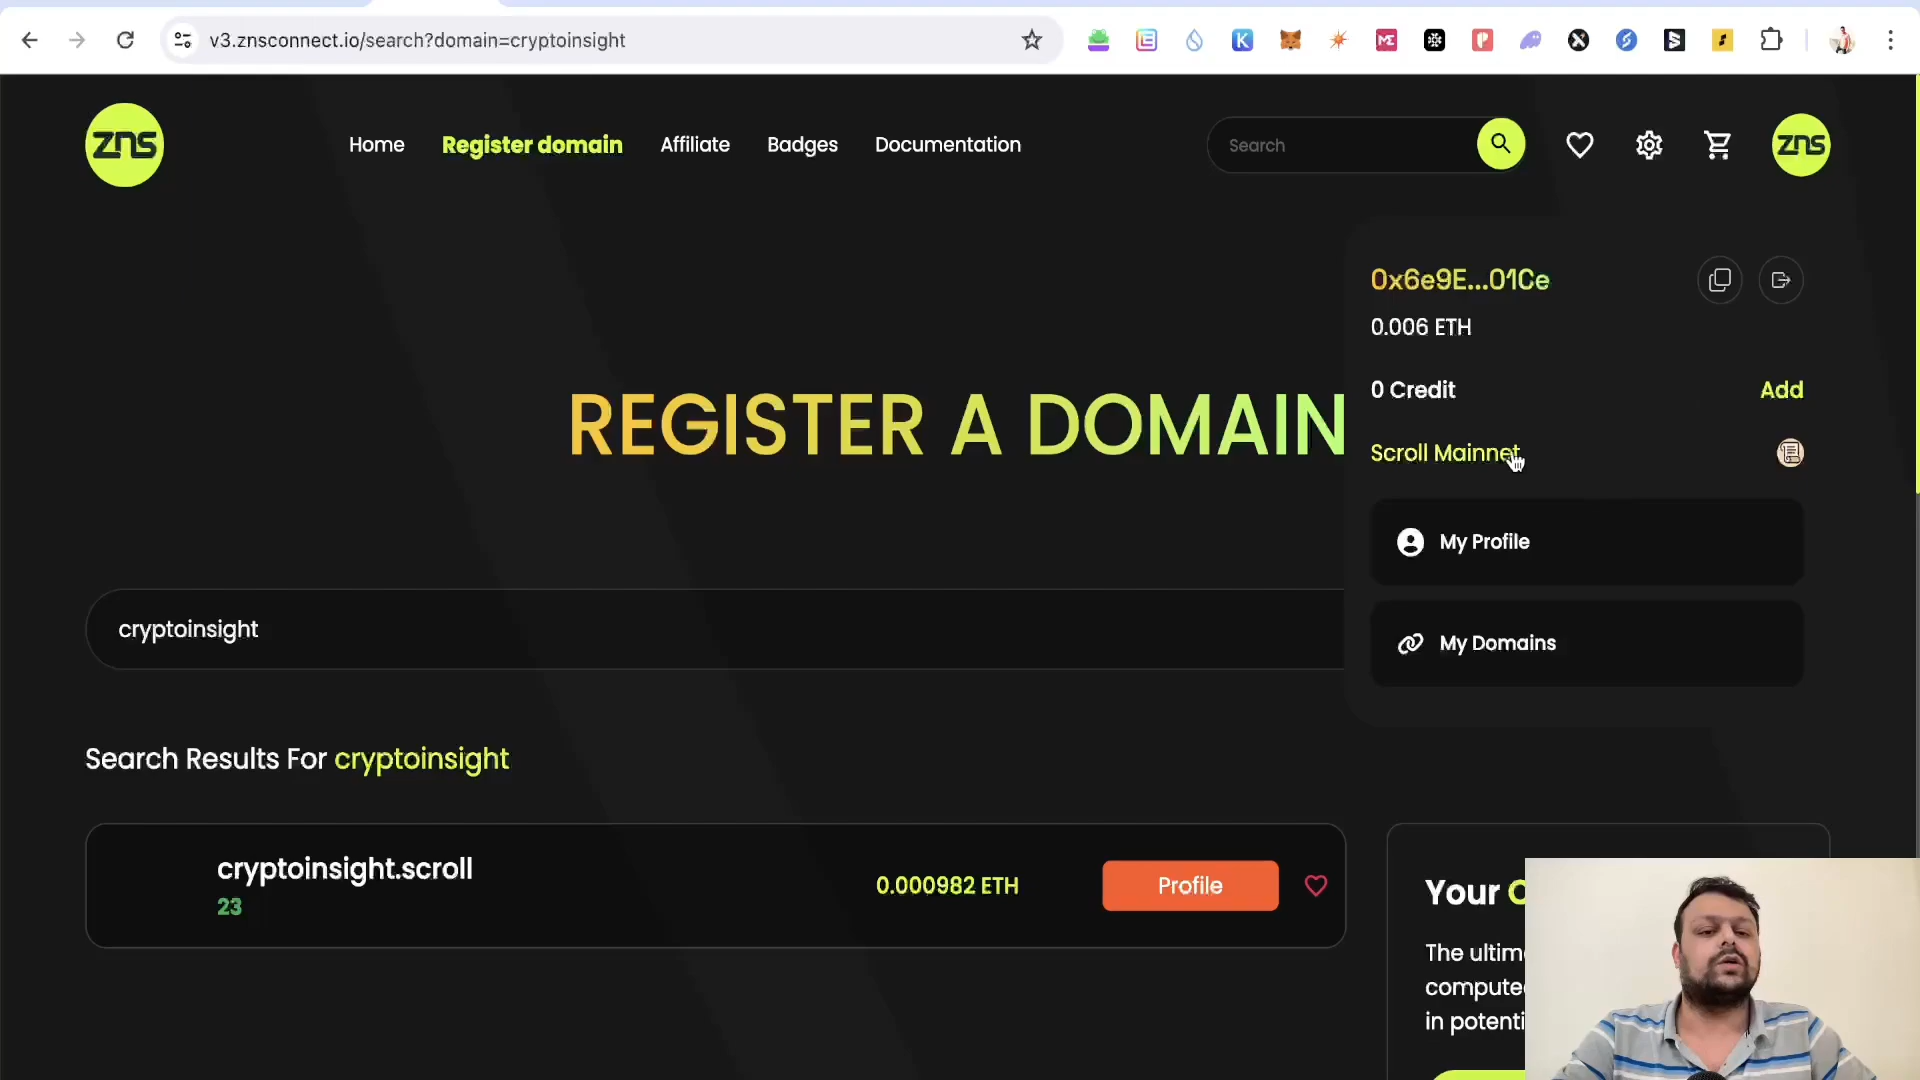 v3.znsconnect.io/search?domain=cryptoinsight
zns
Home
Register domain
Affiliate
Badges
Documentation
Search
zns
0x6e9E...01Ce
0.006 ETH
0 Credit
Add
REGISTER A DOMAIN
Scroll Mainnet
My Profile
My Domains
cryptoinsight
Search Results For cryptoinsight
cryptoinsight.scroll
23
0.000982 ETH
Profile
Your
The ultim
compute
in potenti